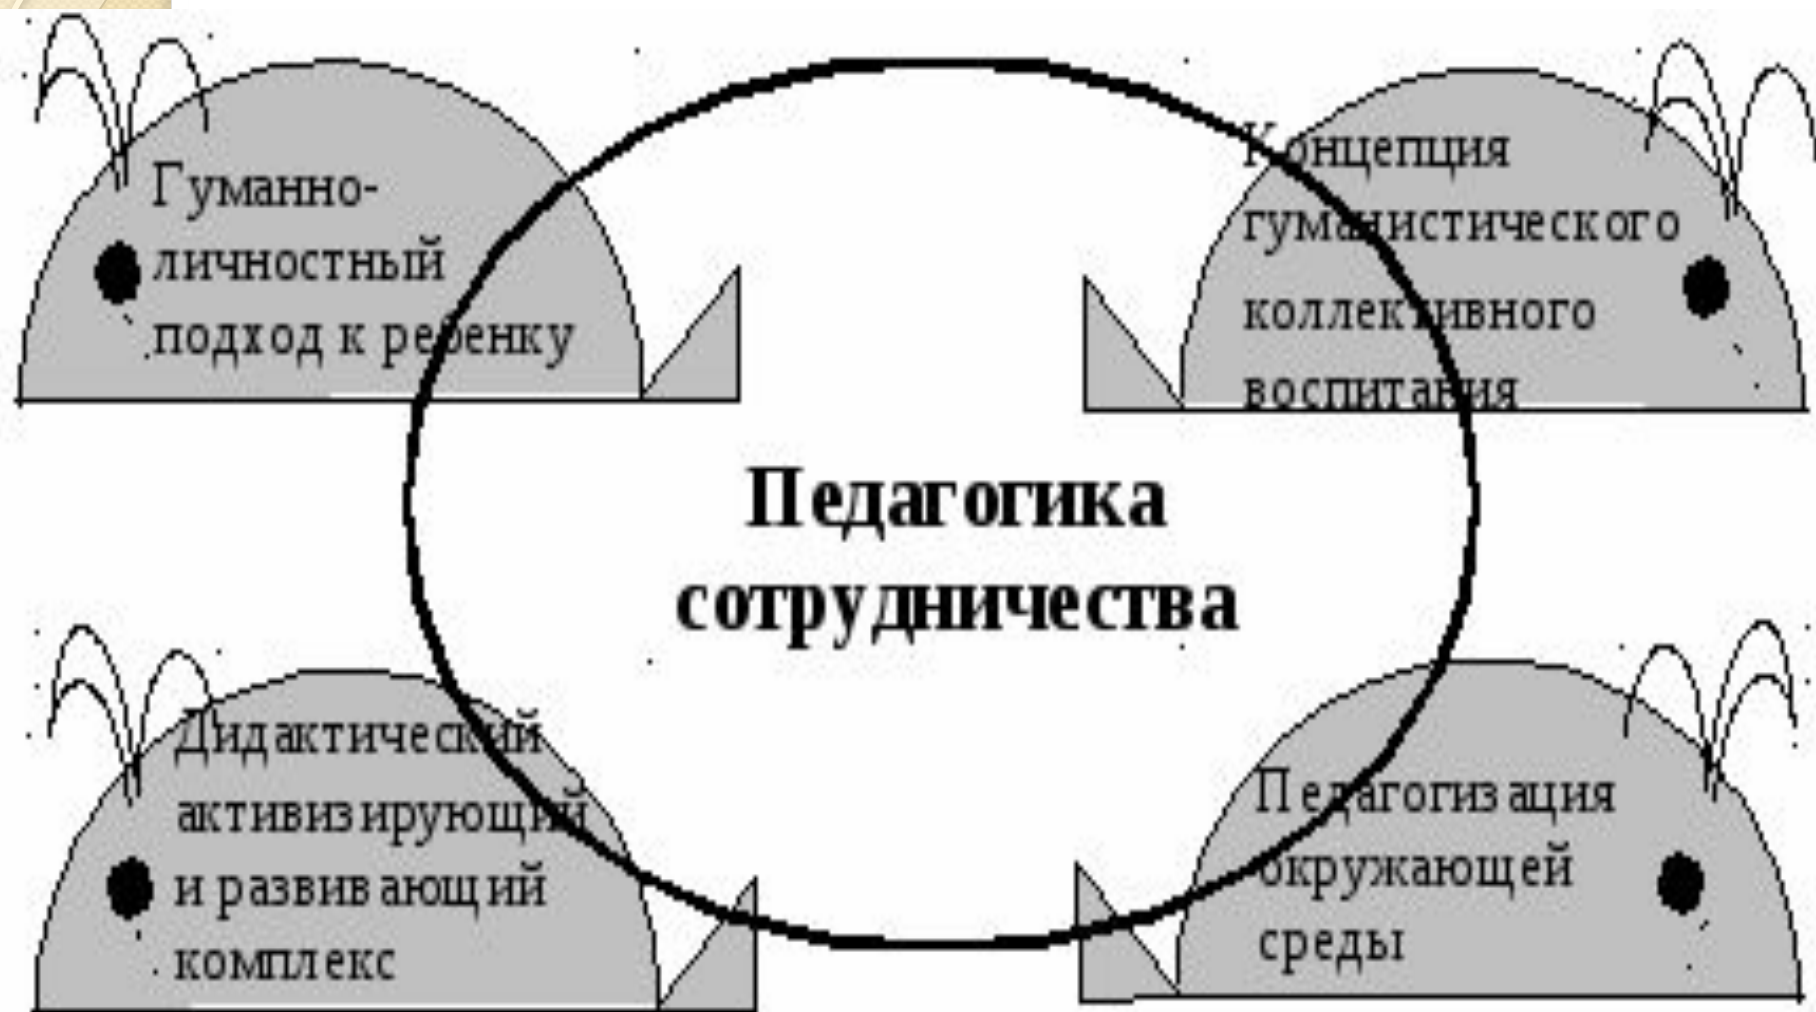 Гуманно-
личностный
подход к ребенку
Концепция
гуманистического
коллективного
воспитания
Педагогика
сотрудничества
Дидактический
активизирующий
и развивающий
комплекс
Педагогизация
окружающей
среды